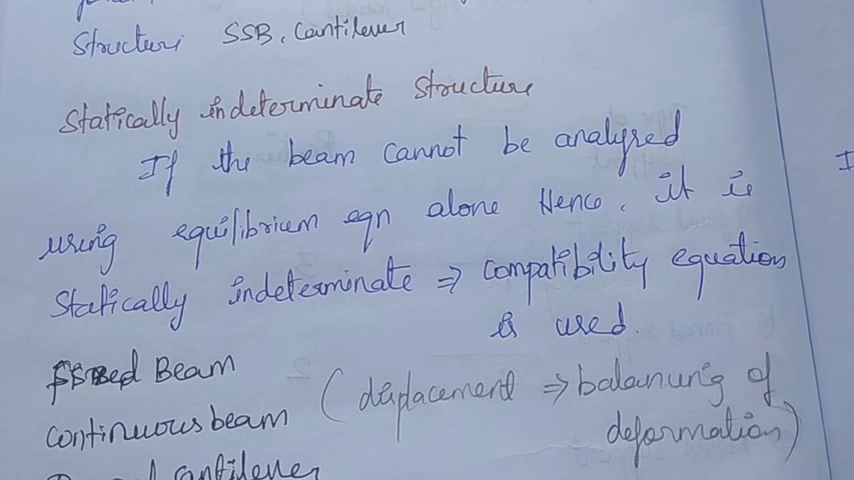 Structure SSB, Cantilever
Statically indeterminate structure
If the beam cannot be analysed
using equilibrium eqn alone Hence, it is
Statically indeterminate ⇒ compatibility equation
is used.
Fixed Beam
continuous beam (displacement ⇒ balancing of
deformation)
cantilever